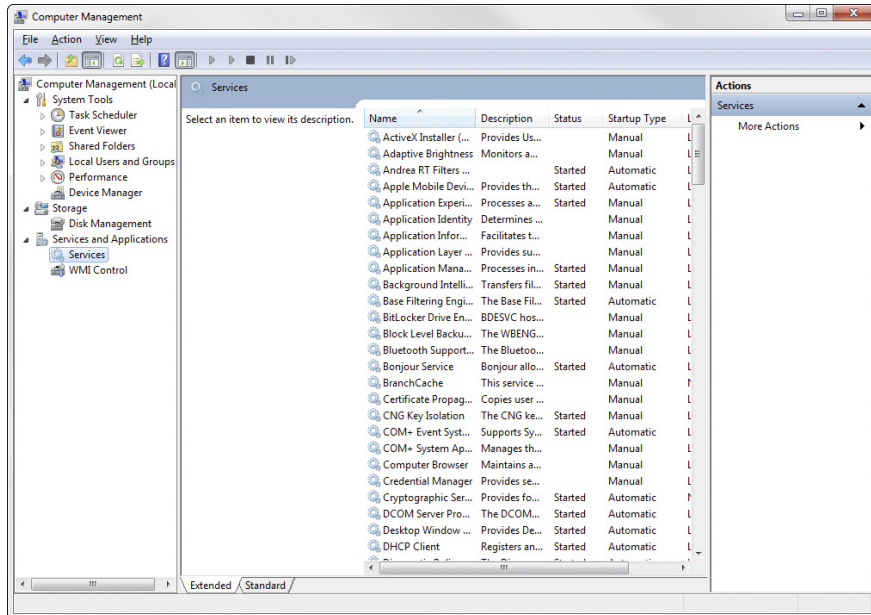 Computer Management
File Action View Help
Computer Management (Local
System Tools
Task Scheduler
Event Viewer
Shared Folders
Local Users and Groups
Performance
Device Manager
Storage
Disk Management
Services and Applications
Services
WMI Control
Services
Select an item to view its description.
Name Description Status Startup Type L
ActiveX Installer (... Provides Us... Manual L
Adaptive Brightness Monitors a... Manual L
Andrea RT Filters ... Started Automatic L
Apple Mobile Devi... Provides th... Started Automatic L
Application Experi... Processes a... Started Manual L
Application Identity Determines ... Manual L
Application Infor... Facilitates t... Manual L
Application Layer ... Provides su... Manual L
Application Mana... Processes in... Started Manual L
Background Intelli... Transfers fil... Started Manual L
Base Filtering Engi... The Base Fil... Started Automatic L
BitLocker Drive En... BDESVC hos... Manual L
Block Level Backu... The WBENG... Manual L
Bluetooth Support... The Bluetoo... Manual L
Bonjour Service Bonjour allo... Started Automatic L
BranchCache This service ... Manual N
Certificate Propag... Copies user ... Manual L
CNG Key Isolation The CNG ke... Started Manual L
COM+ Event Syst... Supports Sy... Started Automatic L
COM+ System Ap... Manages th... Manual L
Computer Browser Maintains a... Manual L
Credential Manager Provides se... Manual L
Cryptographic Ser... Provides fo... Started Automatic N
DCOM Server Pro... The DCOM... Started Automatic L
Desktop Window ... Provides De... Started Automatic L
DHCP Client Registers an... Started Automatic L
Extended Standard
Actions
Services
More Actions